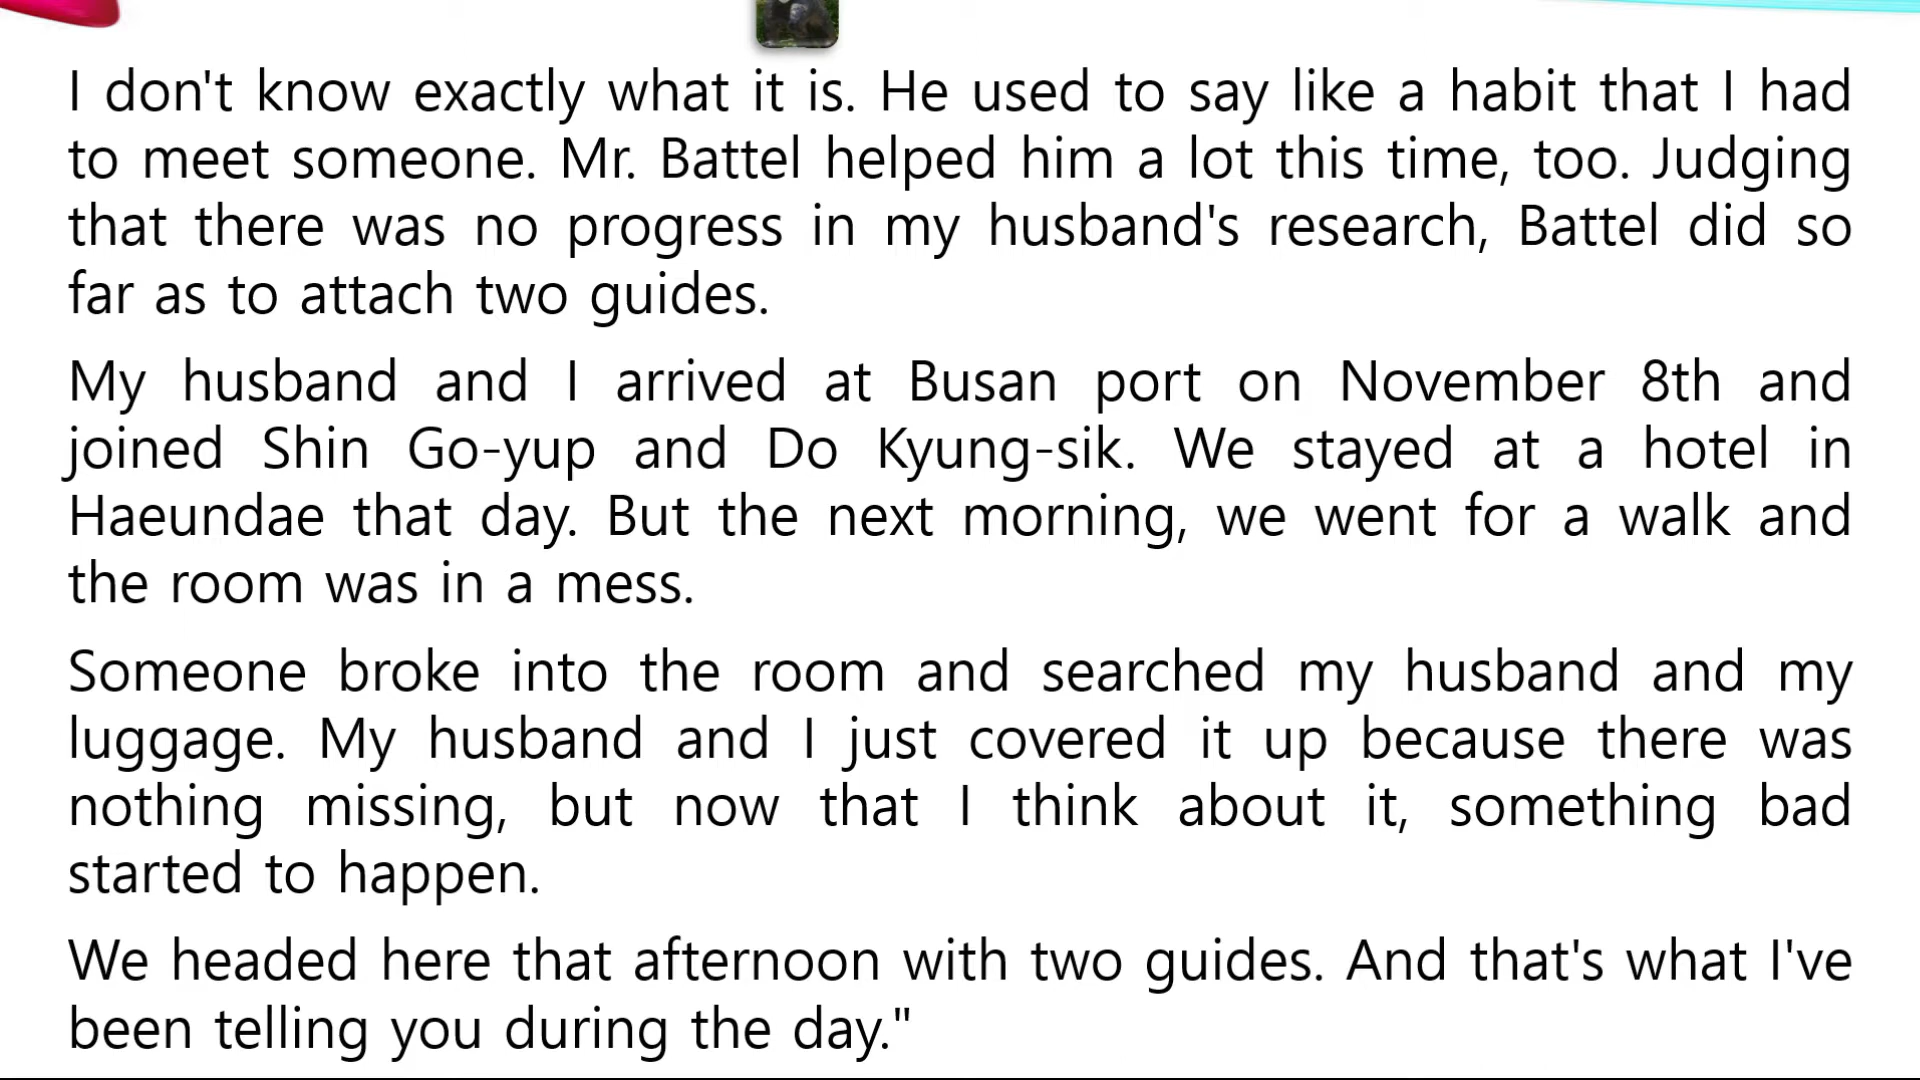 I don't know exactly what it is. He used to say like a habit that I had
to meet someone. Mr. Battel helped him a lot this time, too. Judging
that there was no progress in my husband's research, Battel did so
far as to attach two guides.
My husband and I arrived at Busan port on November 8th and
joined Shin Go-yup and Do Kyung-sik. We stayed at a hotel in
Haeundae that day. But the next morning, we went for a walk and
the room was in a mess.
Someone broke into the room and searched my husband and my
luggage. My husband and I just covered it up because there was
nothing missing, but now that I think about it, something bad
started to happen.
We headed here that afternoon with two guides. And that's what I've
been telling you during the day."